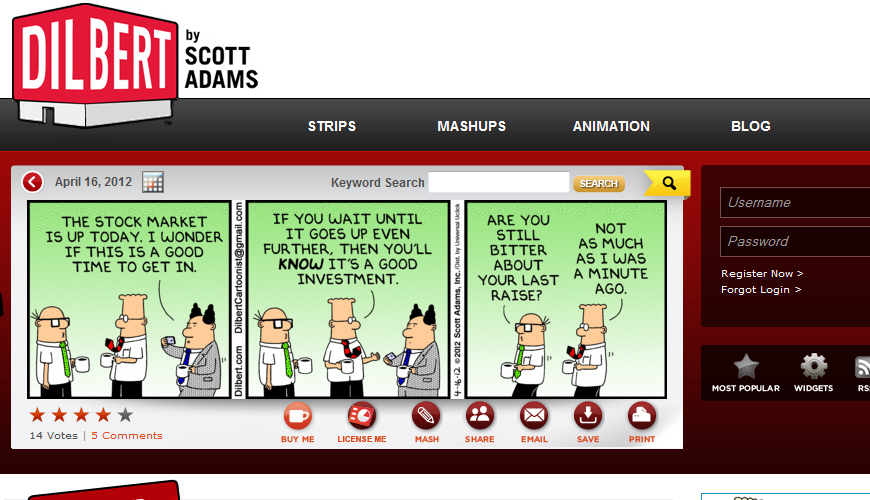 DILBERT
by
SCOTT
ADAMS
™
STRIPS MASHUPS ANIMATION BLOG
April 16, 2012 Keyword Search SEARCH
THE STOCK MARKET
IS UP TODAY. I WONDER
IF THIS IS A GOOD
TIME TO GET IN.
Dilbert.com DilbertCartoonist@gmail.com
IF YOU WAIT UNTIL
IT GOES UP EVEN
FURTHER, THEN YOU'LL
KNOW IT'S A GOOD
INVESTMENT.
4-16-12 ©2012 Scott Adams, Inc. /Dist. by Universal Uclick
ARE YOU
STILL
BITTER
ABOUT
YOUR LAST
RAISE?
NOT
AS MUCH
AS I WAS
A MINUTE
AGO.
14 Votes | 5 Comments
BUY ME LICENSE ME MASH SHARE EMAIL SAVE PRINT
Username
Password
Register Now >
Forgot Login >
MOST POPULAR WIDGETS RS